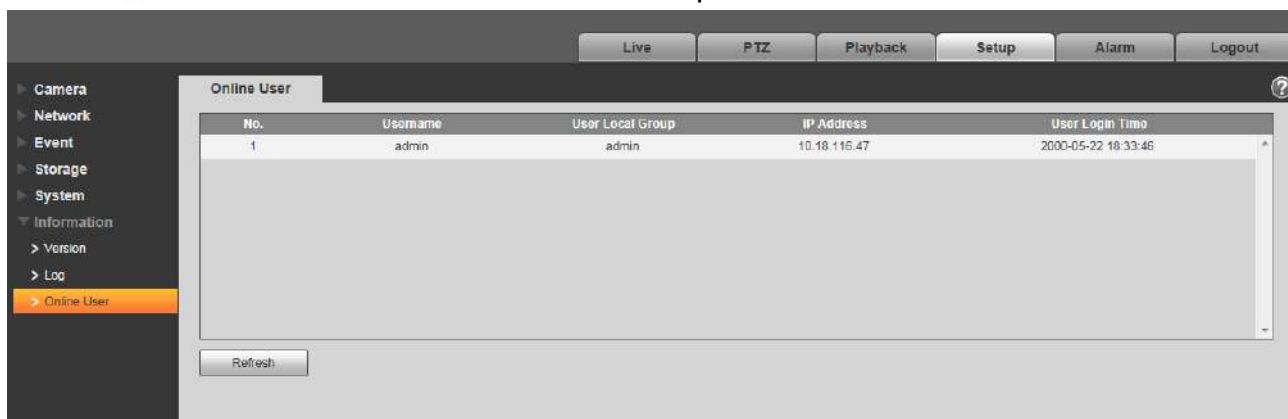 Live PTZ Playback Setup Alarm Logout
Camera
Network
Event
Storage
System
Information
> Version
> Log
> Online User
Online User
?
No. Username User Local Group IP Address User Login Time
1 admin admin 10.18.116.47 2000-05-22 18:33:46
Refresh